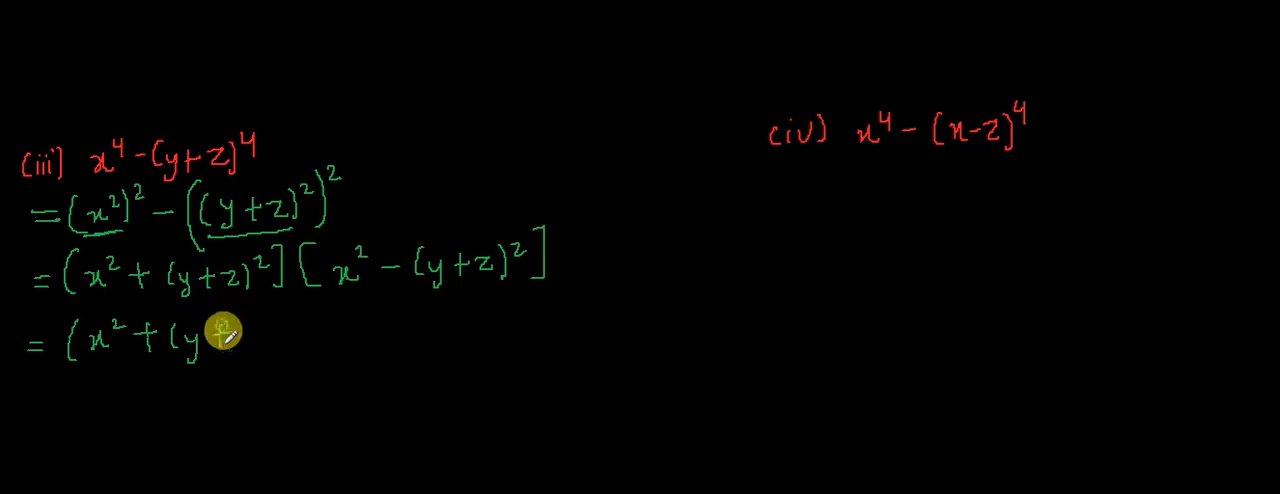 (iii) x⁴ - (y+z)⁴
= (x²)² - ((y+z)²)²
= (x² + (y+z)²] [x² - (y+z)²]
= (x² + (y +
(iv) x⁴ - (x-z)⁴